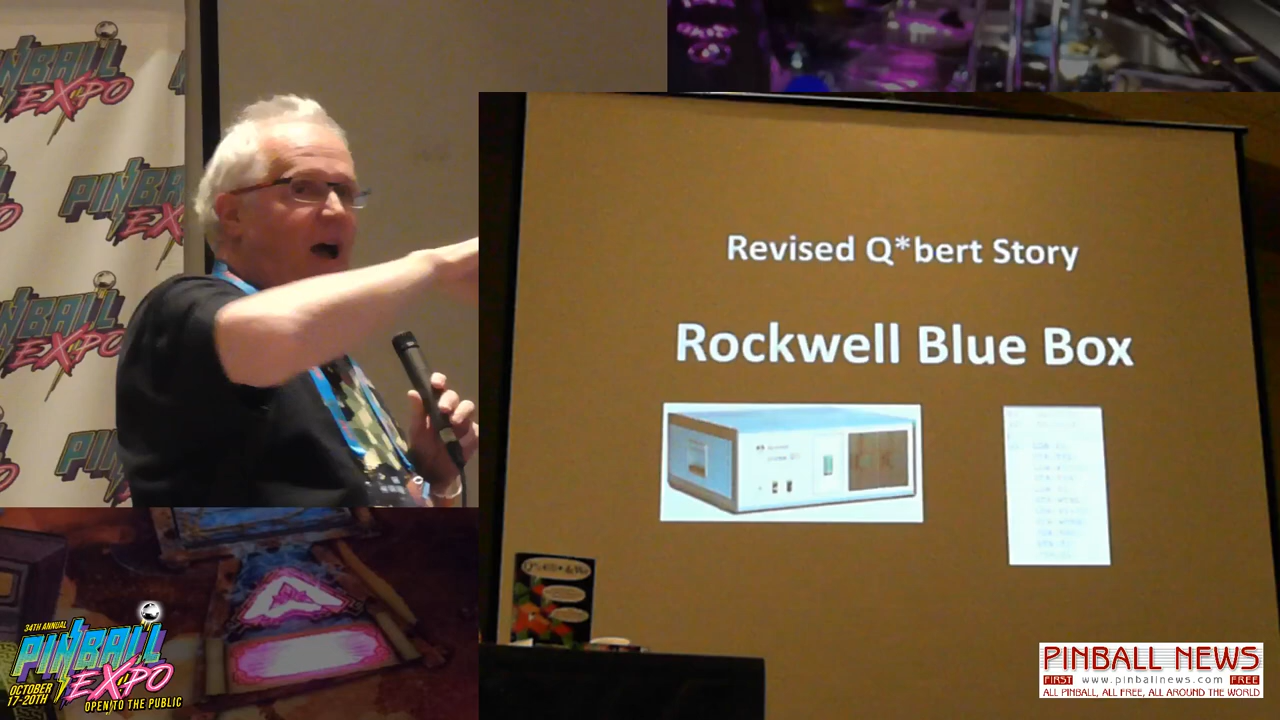 PINBALL
EXPO
Revised Q*bert Story
Rockwell Blue Box
34TH ANNUAL
PINBALL
EXPO
OCTOBER
17-20TH
OPEN TO THE PUBLIC
PINBALL NEWS
FIRST www.pinballnews.com FREE
ALL PINBALL, ALL FREE, ALL AROUND THE WORLD